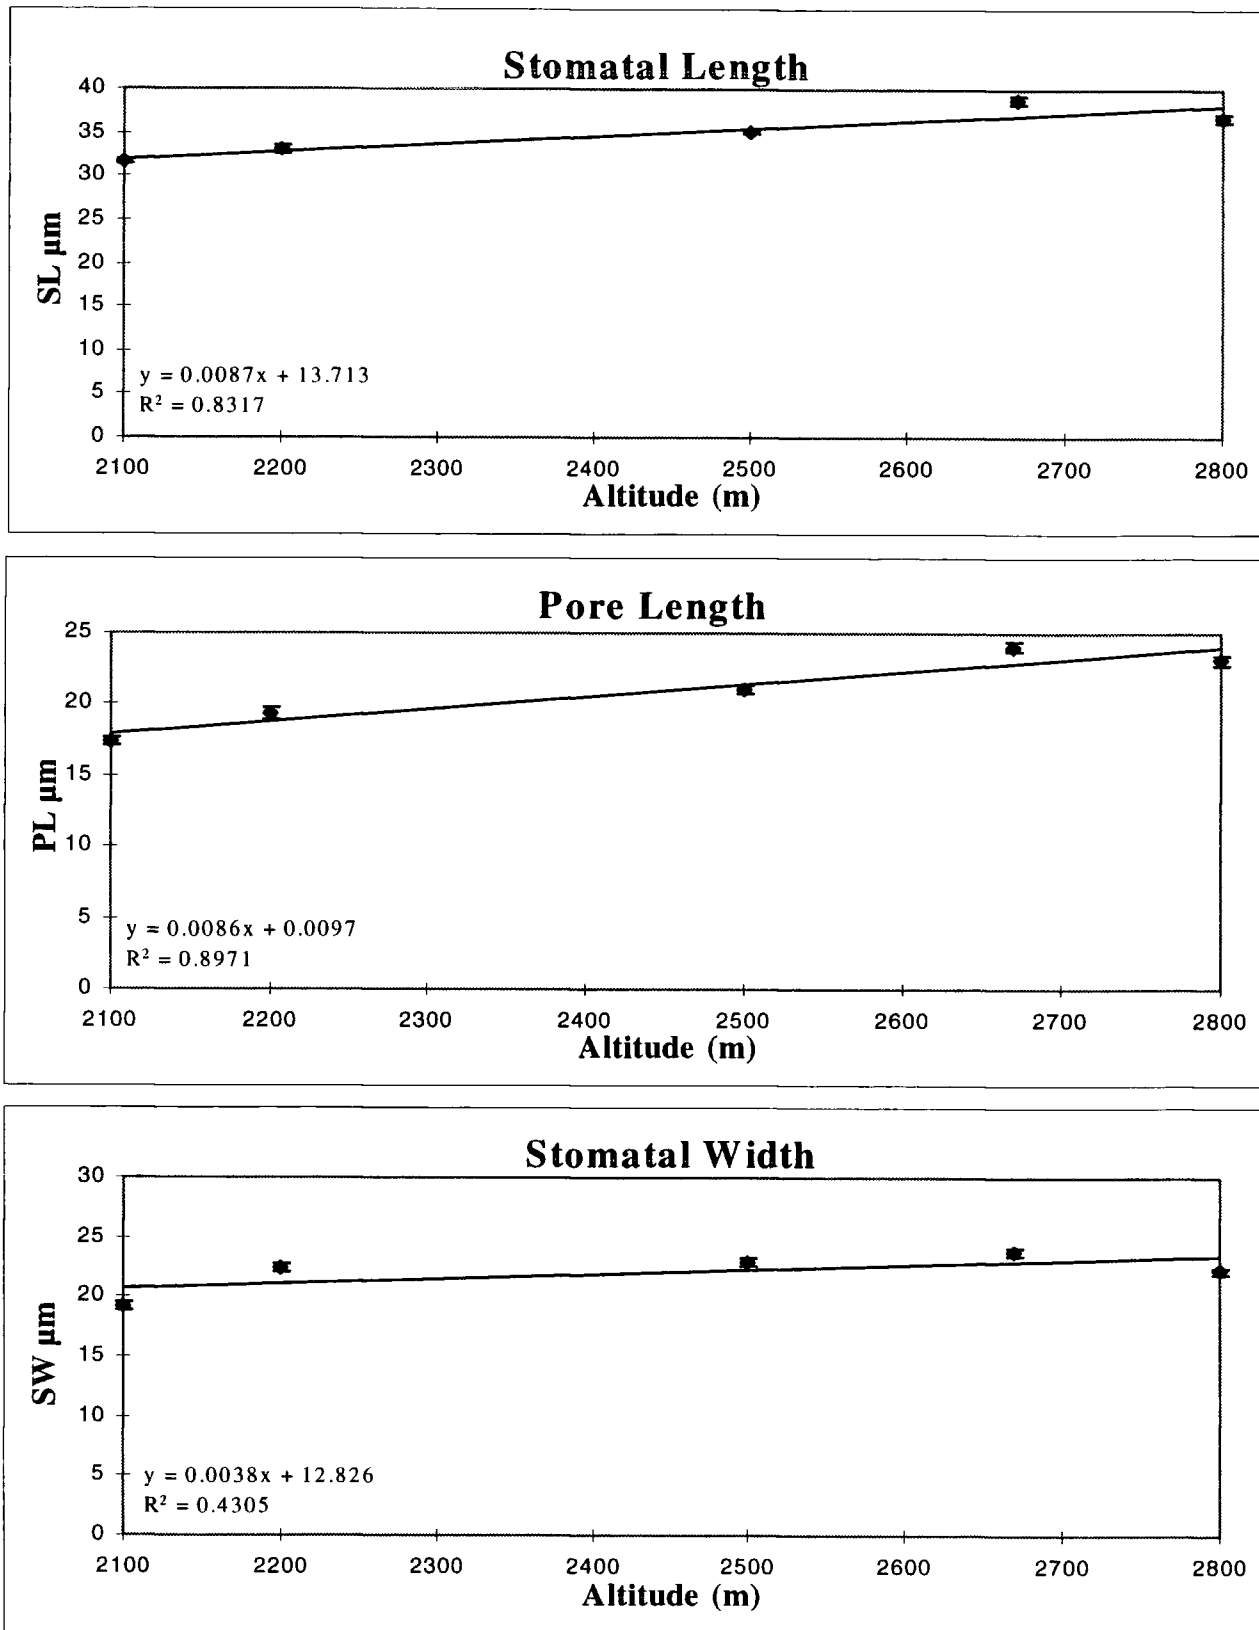 Stomatal Length
40
35
30
25
20
15
10
5
0
SL µm
y = 0.0087x + 13.713
R² = 0.8317
2100 2200 2300 2400 2500 2600 2700 2800
Altitude (m)
Pore Length
25
20
15
10
5
0
PL µm
y = 0.0086x + 0.0097
R² = 0.8971
2100 2200 2300 2400 2500 2600 2700 2800
Altitude (m)
Stomatal Width
30
25
20
15
10
5
0
SW µm
y = 0.0038x + 12.826
R² = 0.4305
2100 2200 2300 2400 2500 2600 2700 2800
Altitude (m)